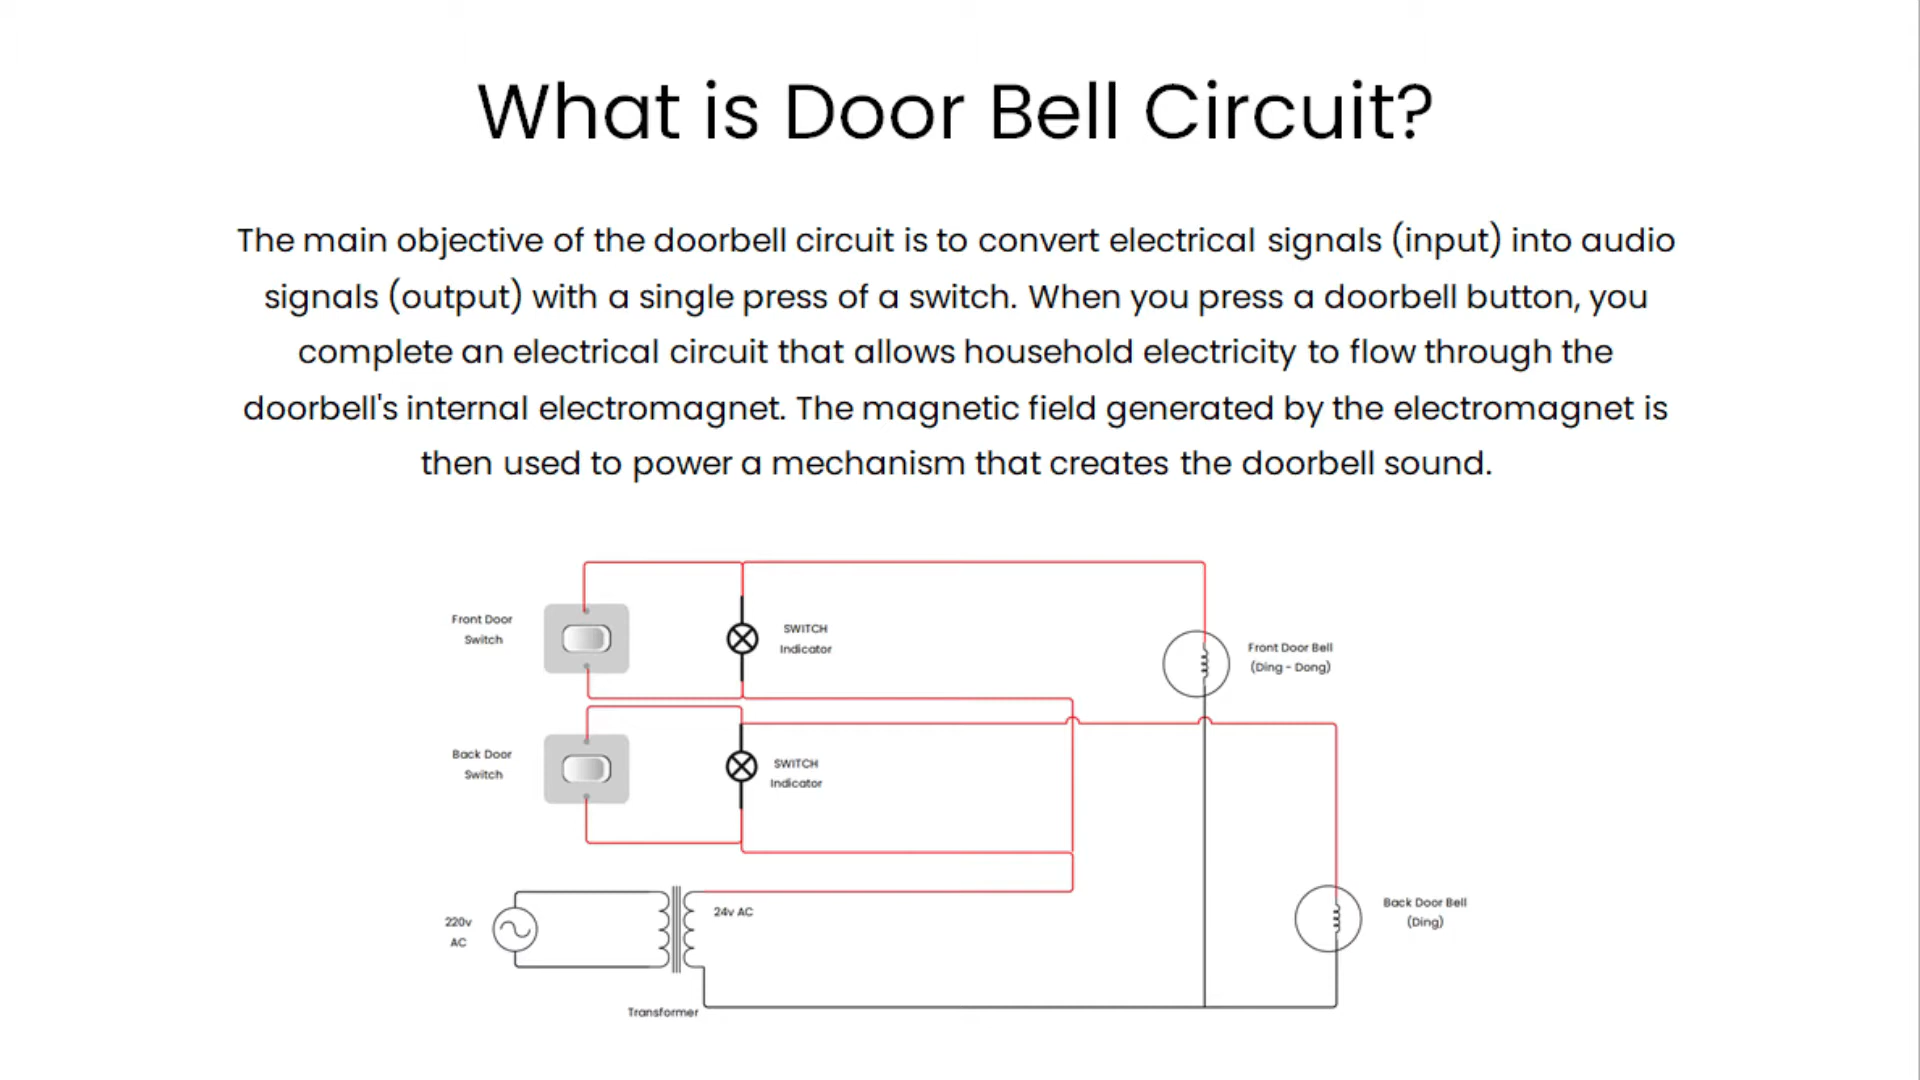 What is Door Bell Circuit?
The main objective of the doorbell circuit is to convert electrical signals (input) into audio
signals (output) with a single press of a switch. When you press a doorbell button, you
complete an electrical circuit that allows household electricity to flow through the
doorbell's internal electromagnet. The magnetic field generated by the electromagnet is
then used to power a mechanism that creates the doorbell sound.
Front Door
Switch
SWITCH
Indicator
Front Door Bell
(Ding - Dong)
Back Door
Switch
SWITCH
Indicator
220v
AC
24v AC
Back Door Bell
(Ding)
Transformer